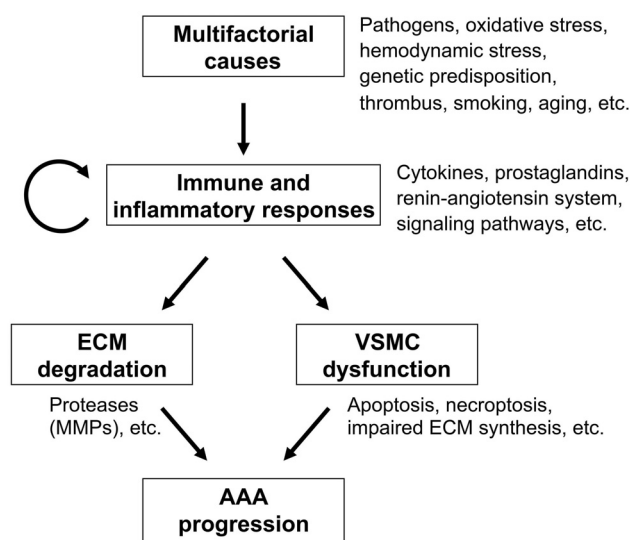 Multifactorial
causes
Pathogens, oxidative stress,
hemodynamic stress,
genetic predisposition,
thrombus, smoking, aging, etc.
Immune and
inflammatory responses
Cytokines, prostaglandins,
renin-angiotensin system,
signaling pathways, etc.
ECM
degradation
VSMC
dysfunction
Proteases
(MMPs), etc.
Apoptosis, necroptosis,
impaired ECM synthesis, etc.
AAA
progression